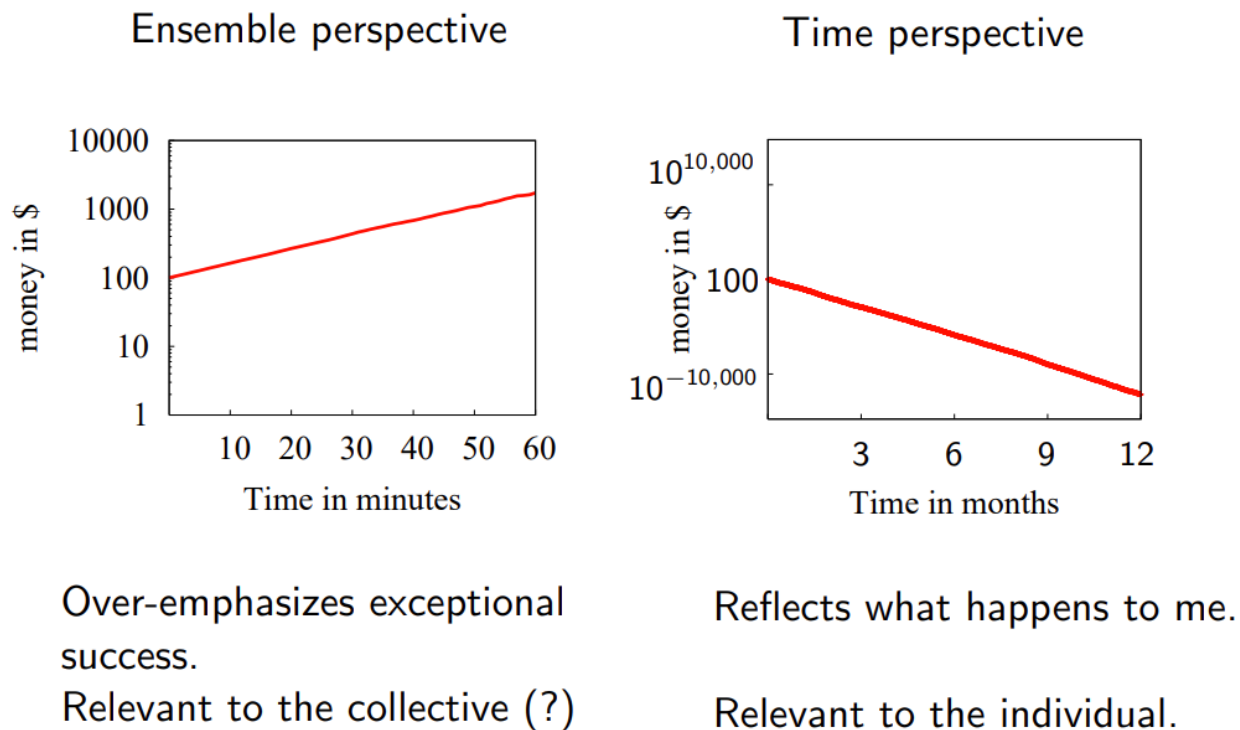 Ensemble perspective
10000
1000
100
10
1
money in $
10 20 30 40 50 60
Time in minutes
Over-emphasizes exceptional
success.
Relevant to the collective (?)
Time perspective
10^10,000
100
10^−10,000
money in $
3 6 9 12
Time in months
Reflects what happens to me.
Relevant to the individual.